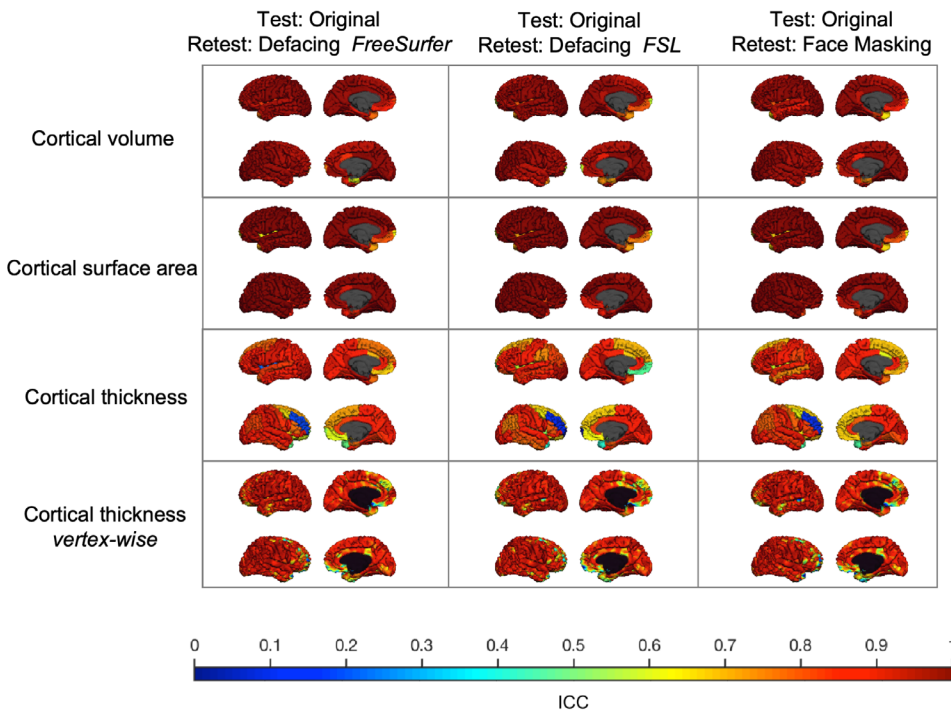 Test: Original
Retest: Defacing FreeSurfer
Test: Original
Retest: Defacing FSL
Test: Original
Retest: Face Masking
Cortical volume
Cortical surface area
Cortical thickness
Cortical thickness
vertex-wise
0 0.1 0.2 0.3 0.4 0.5 0.6 0.7 0.8 0.9
ICC